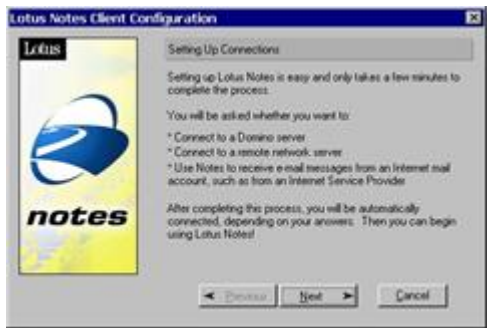 Lotus Notes Client Configuration
Lotus
Setting Up Connections
Setting up Lotus Notes is easy and only takes a few minutes to
complete the process.
You will be asked whether you want to:
* Connect to a Domino server
* Connect to a remote network server
* Use Notes to receive e-mail messages from an Internet mail
account, such as from an Internet Service Provider
After completing this process, you will be automatically
connected, depending on your answers. Then you can begin
using Lotus Notes!
notes
Previous
Next
Cancel